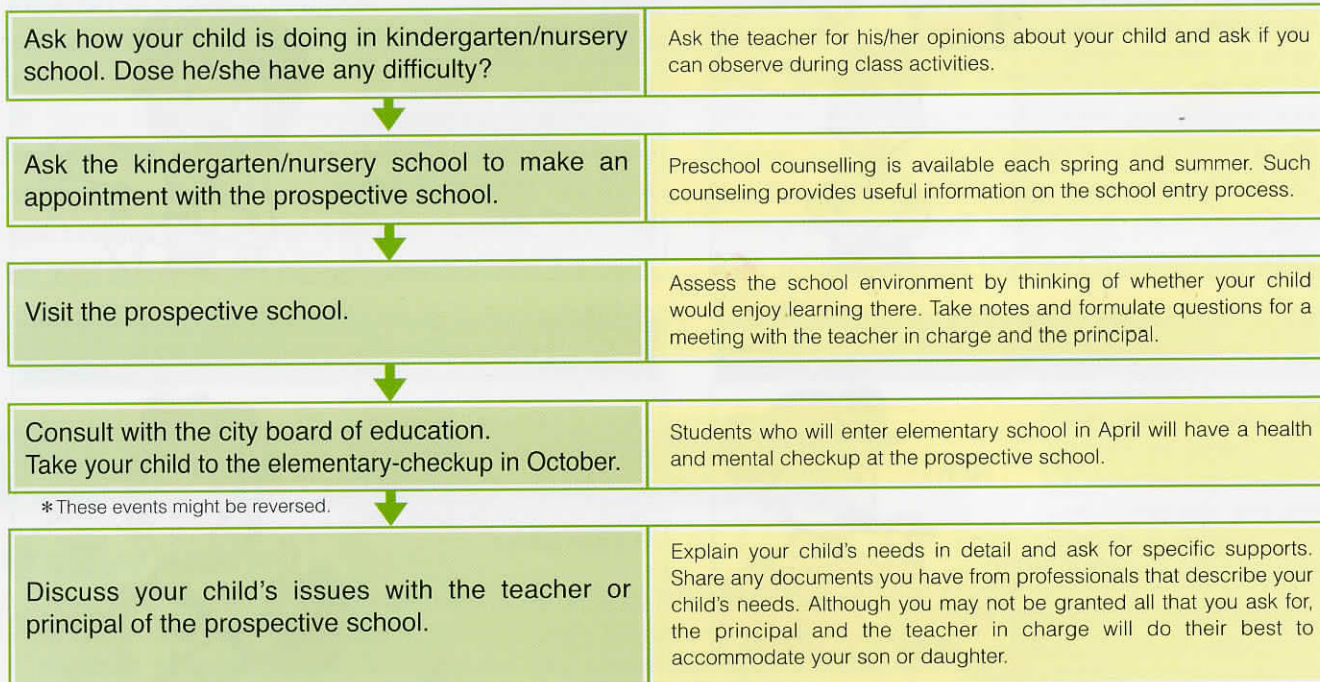 Ask how your child is doing in kindergarten/nursery
school. Dose he/she have any difficulty?
Ask the teacher for his/her opinions about your child and ask if you
can observe during class activities.
Ask the kindergarten/nursery school to make an
appointment with the prospective school.
Preschool counselling is available each spring and summer. Such
counseling provides useful information on the school entry process.
Visit the prospective school.
Assess the school environment by thinking of whether your child
would enjoy learning there. Take notes and formulate questions for a
meeting with the teacher in charge and the principal.
Consult with the city board of education.
Take your child to the elementary-checkup in October.
Students who will enter elementary school in April will have a health
and mental checkup at the prospective school.
*These events might be reversed.
Discuss your child's issues with the teacher or
principal of the prospective school.
Explain your child's needs in detail and ask for specific supports.
Share any documents you have from professionals that describe your
child's needs. Although you may not be granted all that you ask for,
the principal and the teacher in charge will do their best to
accommodate your son or daughter.